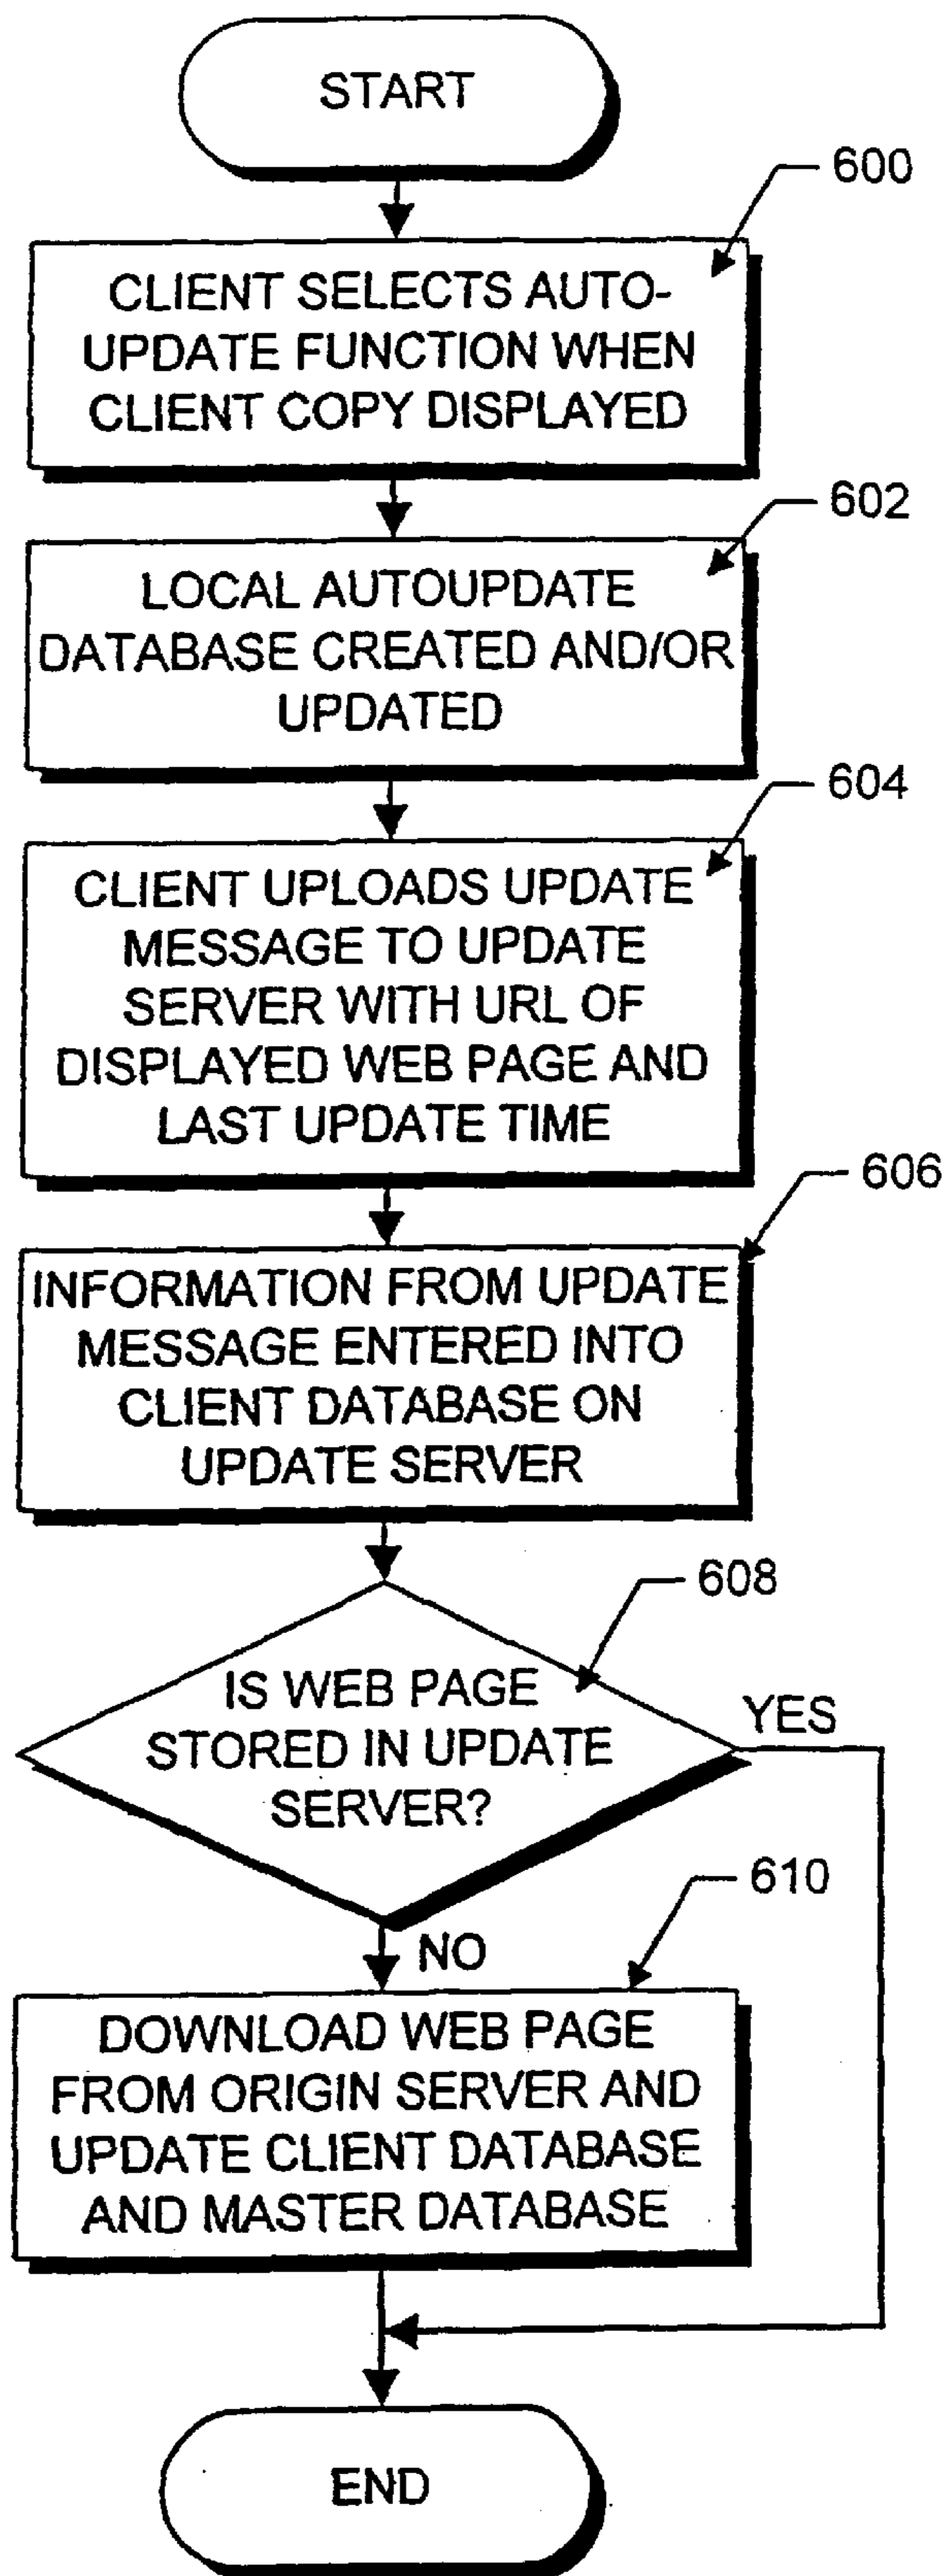 START
600
CLIENT SELECTS AUTO-
UPDATE FUNCTION WHEN
CLIENT COPY DISPLAYED
602
LOCAL AUTOUPDATE
DATABASE CREATED AND/OR
UPDATED
604
CLIENT UPLOADS UPDATE
MESSAGE TO UPDATE
SERVER WITH URL OF
DISPLAYED WEB PAGE AND
LAST UPDATE TIME
606
INFORMATION FROM UPDATE
MESSAGE ENTERED INTO
CLIENT DATABASE ON
UPDATE SERVER
608
IS WEB PAGE
STORED IN UPDATE
SERVER?
YES
NO
610
DOWNLOAD WEB PAGE
FROM ORIGIN SERVER AND
UPDATE CLIENT DATABASE
AND MASTER DATABASE
END